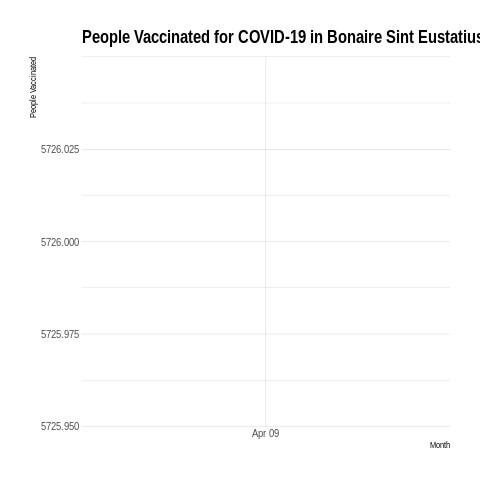 People Vaccinated for COVID-19 in Bonaire Sint Eustatius
People Vaccinated
5726.025
5726.000
5725.975
5725.950
Apr 09
Month